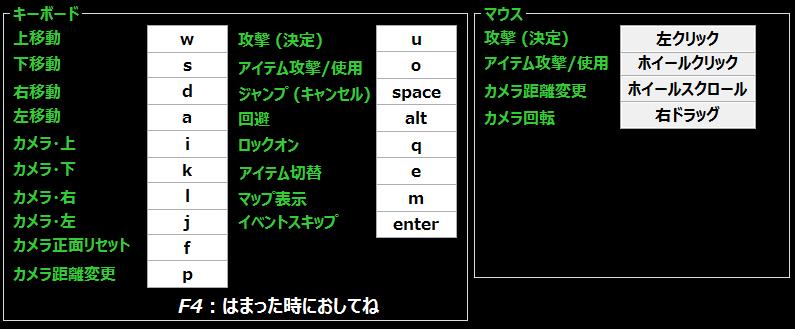 キーボード
上移動 w
下移動 s
右移動 d
左移動 a
カメラ・上 i
カメラ・下 k
カメラ・右 l
カメラ・左 j
カメラ正面リセット f
カメラ距離変更 p
攻撃 (決定) u
アイテム攻撃/使用 o
ジャンプ (キャンセル) space
回避 alt
ロックオン q
アイテム切替 e
マップ表示 m
イベントスキップ enter
F4：はまった時におしてね
マウス
攻撃 (決定) 左クリック
アイテム攻撃/使用 ホイールクリック
カメラ距離変更 ホイールスクロール
カメラ回転 右ドラッグ